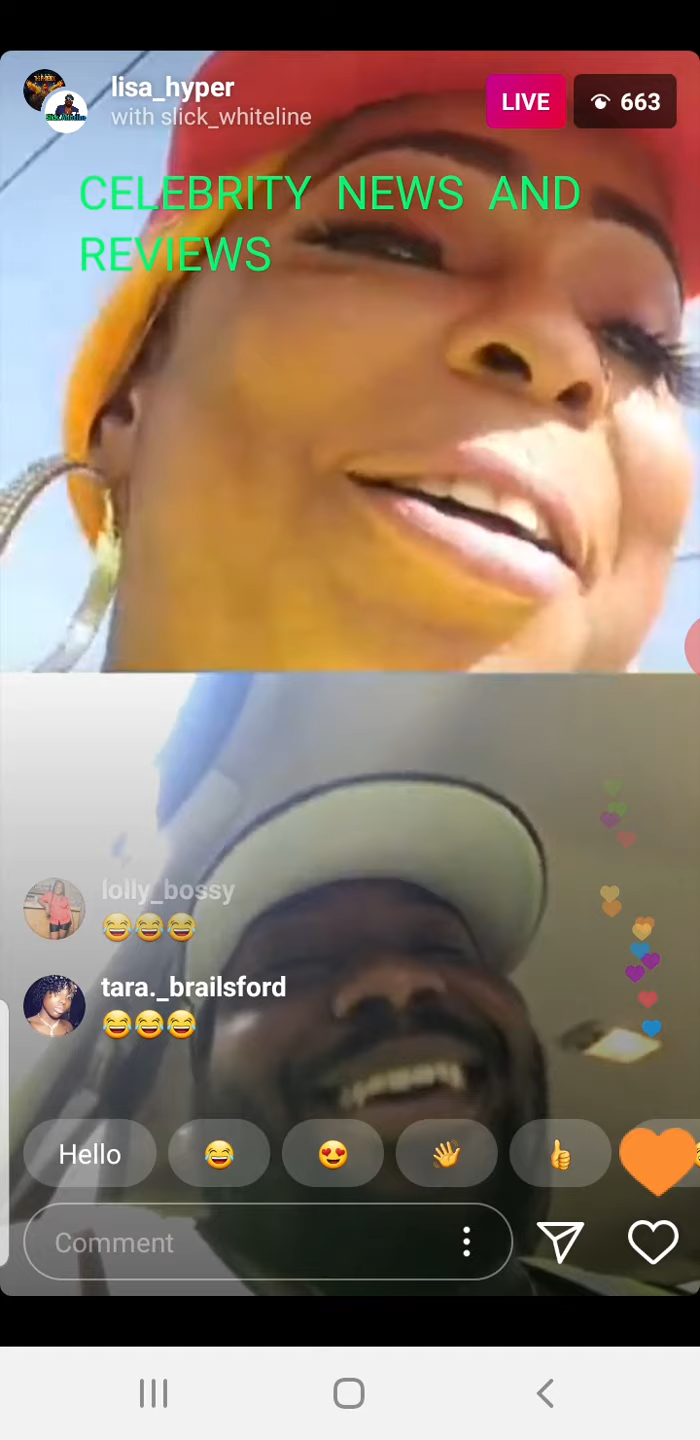 lisa_hyper
with slick_whiteline
LIVE
663
CELEBRITY NEWS AND
REVIEWS
lolly_bossy
😂😂😂
tara._brailsford
😂😂😂
Hello
Comment